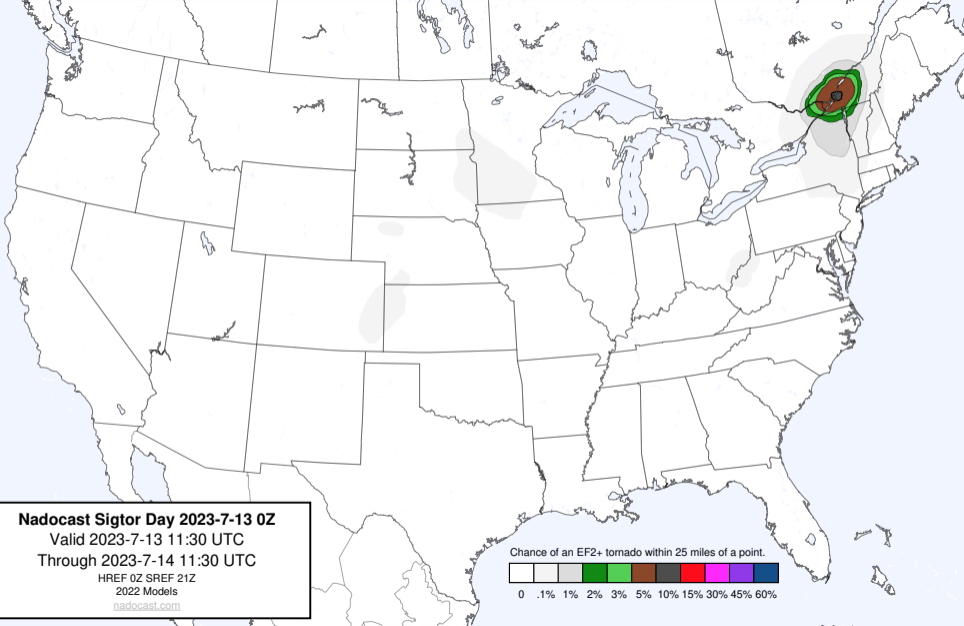 Nadocast Sigtor Day 2023-7-13 0Z
Valid 2023-7-13 11:30 UTC
Through 2023-7-14 11:30 UTC
HREF 0Z SREF 21Z
2022 Models
nadocast.com
Chance of an EF2+ tornado within 25 miles of a point.
0 .1% 1% 2% 3% 5% 10% 15% 30% 45% 60%